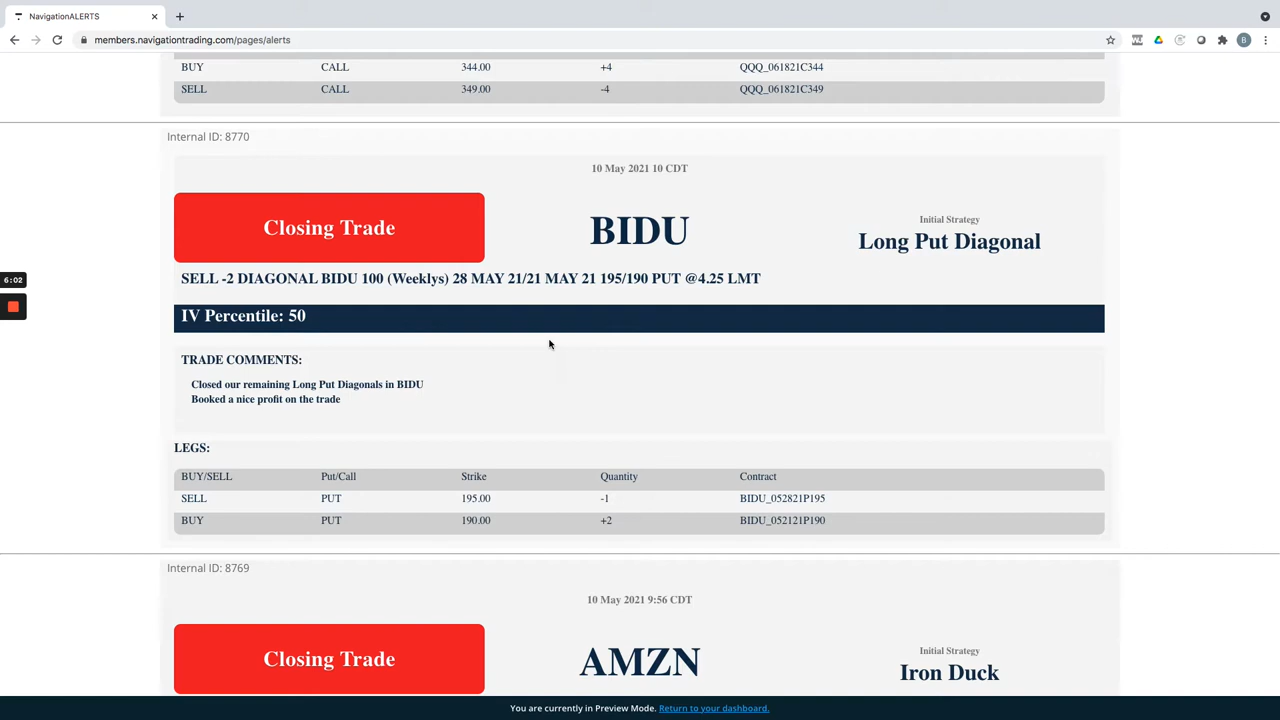 NavigationALERTS
members.navigationtrading.com/pages/alerts
B
BUY CALL 344.00 +4 QQQ_061821C344
SELL CALL 349.00 -4 QQQ_061821C349
Internal ID: 8770
10 May 2021 10 CDT
Closing Trade
BIDU
Initial Strategy
Long Put Diagonal
SELL -2 DIAGONAL BIDU 100 (Weeklys) 28 MAY 21/21 MAY 21 195/190 PUT @4.25 LMT
IV Percentile: 50
6:02
TRADE COMMENTS:
Closed our remaining Long Put Diagonals in BIDU
Booked a nice profit on the trade
LEGS:
BUY/SELL Put/Call Strike Quantity Contract
SELL PUT 195.00 -1 BIDU_052821P195
BUY PUT 190.00 +2 BIDU_052121P190
Internal ID: 8769
10 May 2021 9:56 CDT
Closing Trade
AMZN
Initial Strategy
Iron Duck
You are currently in Preview Mode. Return to your dashboard.